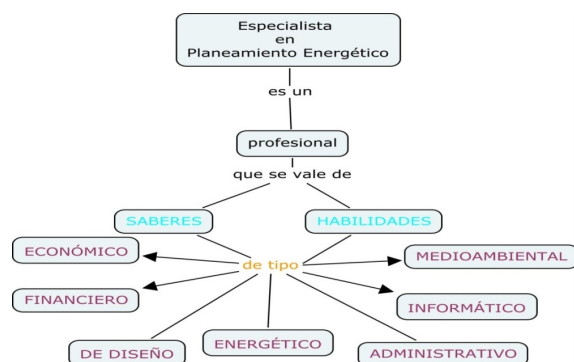 Especialista
en
Planeamiento Energético
es un
profesional
que se vale de
SABERES
HABILIDADES
ECONÓMICO
de tipo
MEDIOAMBIENTAL
FINANCIERO
INFORMÁTICO
DE DISEÑO
ENERGÉTICO
ADMINISTRATIVO